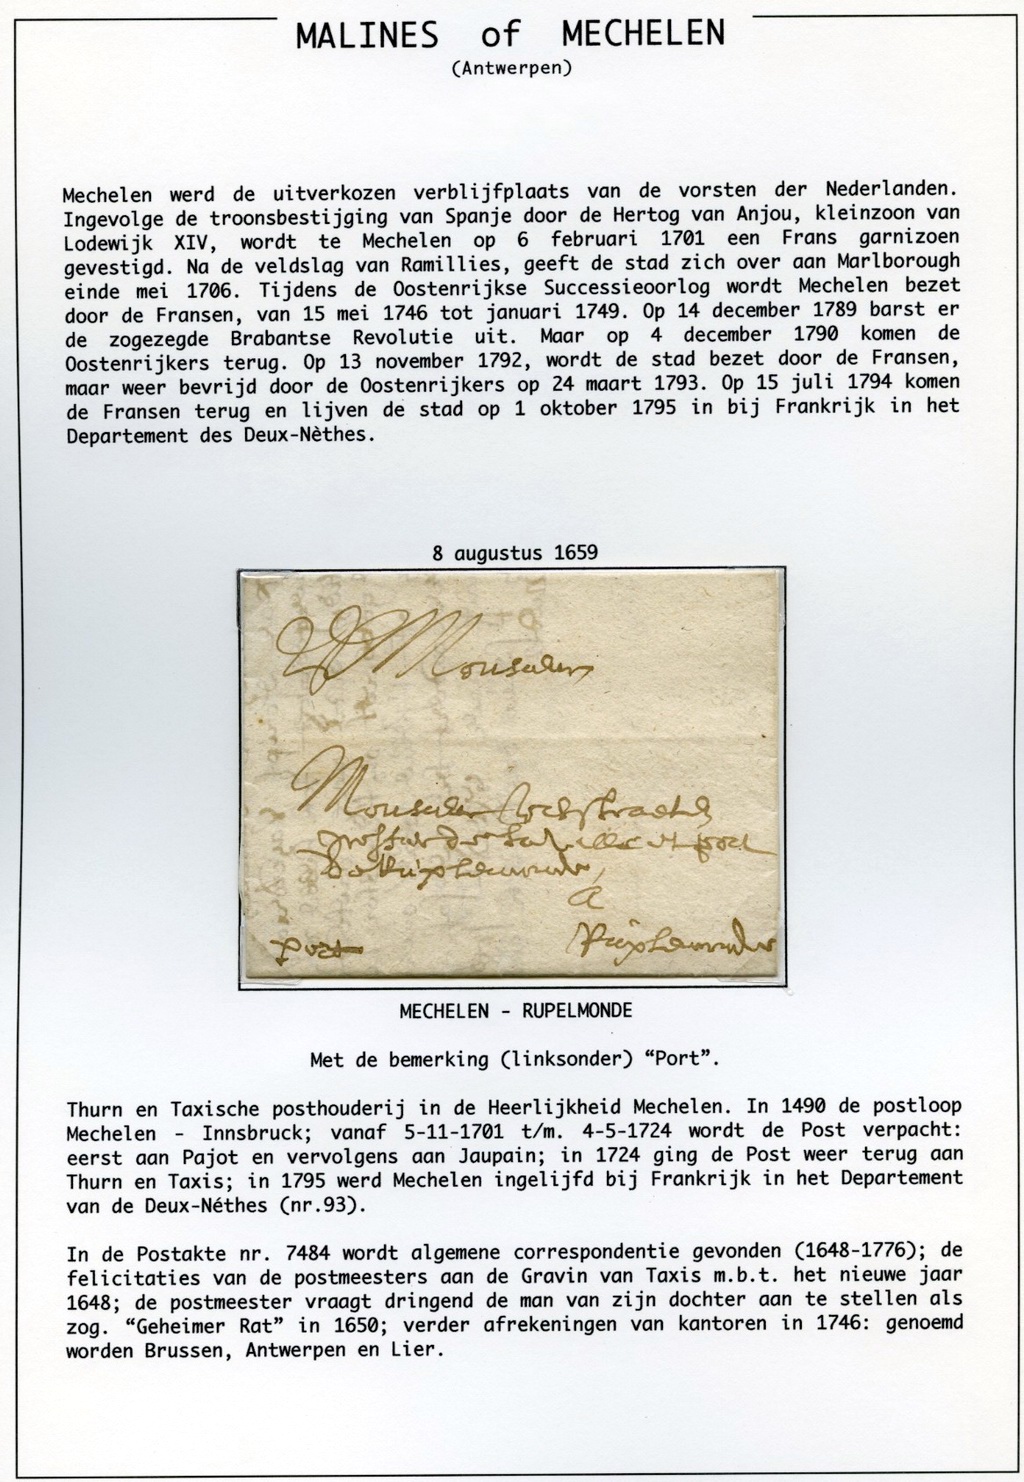 MALINES of MECHELEN
(Antwerpen)
Mechelen werd de uitverkozen verblijfplaats van de vorsten der Nederlanden.
Ingevolge de troonsbestijging van Spanje door de Hertog van Anjou, kleinzoon van
Lodewijk XIV, wordt te Mechelen op 6 februari 1701 een Frans garnizoen
gevestigd. Na de veldslag van Ramillies, geeft de stad zich over aan Marlborough
einde mei 1706. Tijdens de Oostenrijkse Successieoorlog wordt Mechelen bezet
door de Fransen, van 15 mei 1746 tot januari 1749. Op 14 december 1789 barst er
de zogezegde Brabantse Revolutie uit. Maar op 4 december 1790 komen de
Oostenrijkers terug. Op 13 november 1792, wordt de stad bezet door de Fransen,
maar weer bevrijd door de Oostenrijkers op 24 maart 1793. Op 15 juli 1794 komen
de Fransen terug en lijven de stad op 1 oktober 1795 in bij Frankrijk in het
Departement des Deux-Nèthes.
8 augustus 1659
Monsieur
Monsieur
de
a
Port
MECHELEN - RUPELMONDE
Met de bemerking (linksonder) “Port”.
Thurn en Taxische posthouderij in de Heerlijkheid Mechelen. In 1490 de postloop
Mechelen - Innsbruck; vanaf 5-11-1701 t/m. 4-5-1724 wordt de Post verpacht:
eerst aan Pajot en vervolgens aan Jaupain; in 1724 ging de Post weer terug aan
Thurn en Taxis; in 1795 werd Mechelen ingelijfd bij Frankrijk in het Departement
van de Deux-Néthes (nr.93).
In de Postakte nr. 7484 wordt algemene correspondentie gevonden (1648-1776); de
felicitaties van de postmeesters aan de Gravin van Taxis m.b.t. het nieuwe jaar
1648; de postmeester vraagt dringend de man van zijn dochter aan te stellen als
zog. “Geheimer Rat” in 1650; verder afrekeningen van kantoren in 1746: genoemd
worden Brussen, Antwerpen en Lier.